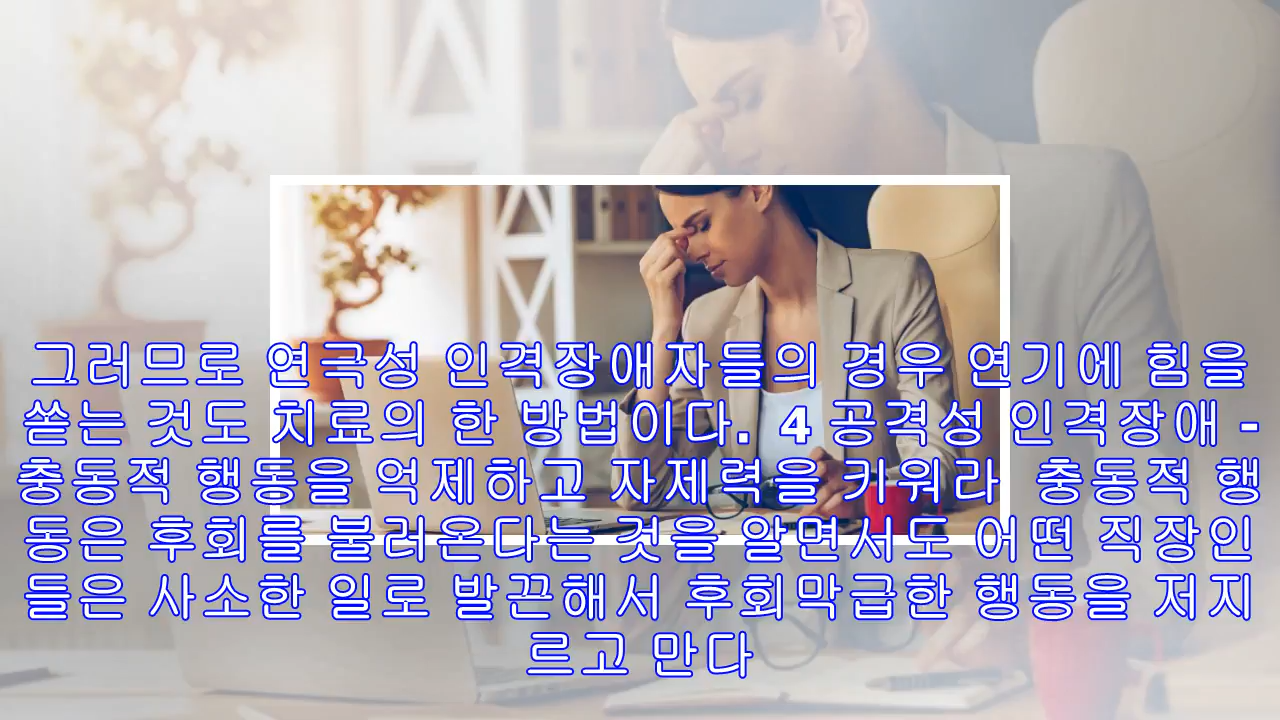 그러므로 연극성 인격장애자들의 경우 연기에 힘을
쏟는 것도 치료의 한 방법이다. 4 공격성 인격장애 -
충동적 행동을 억제하고 자제력을 키워라 충동적 행
동은 후회를 불러온다는 것을 알면서도 어떤 직장인
들은 사소한 일로 발끈해서 후회막급한 행동을 저지
르고 만다